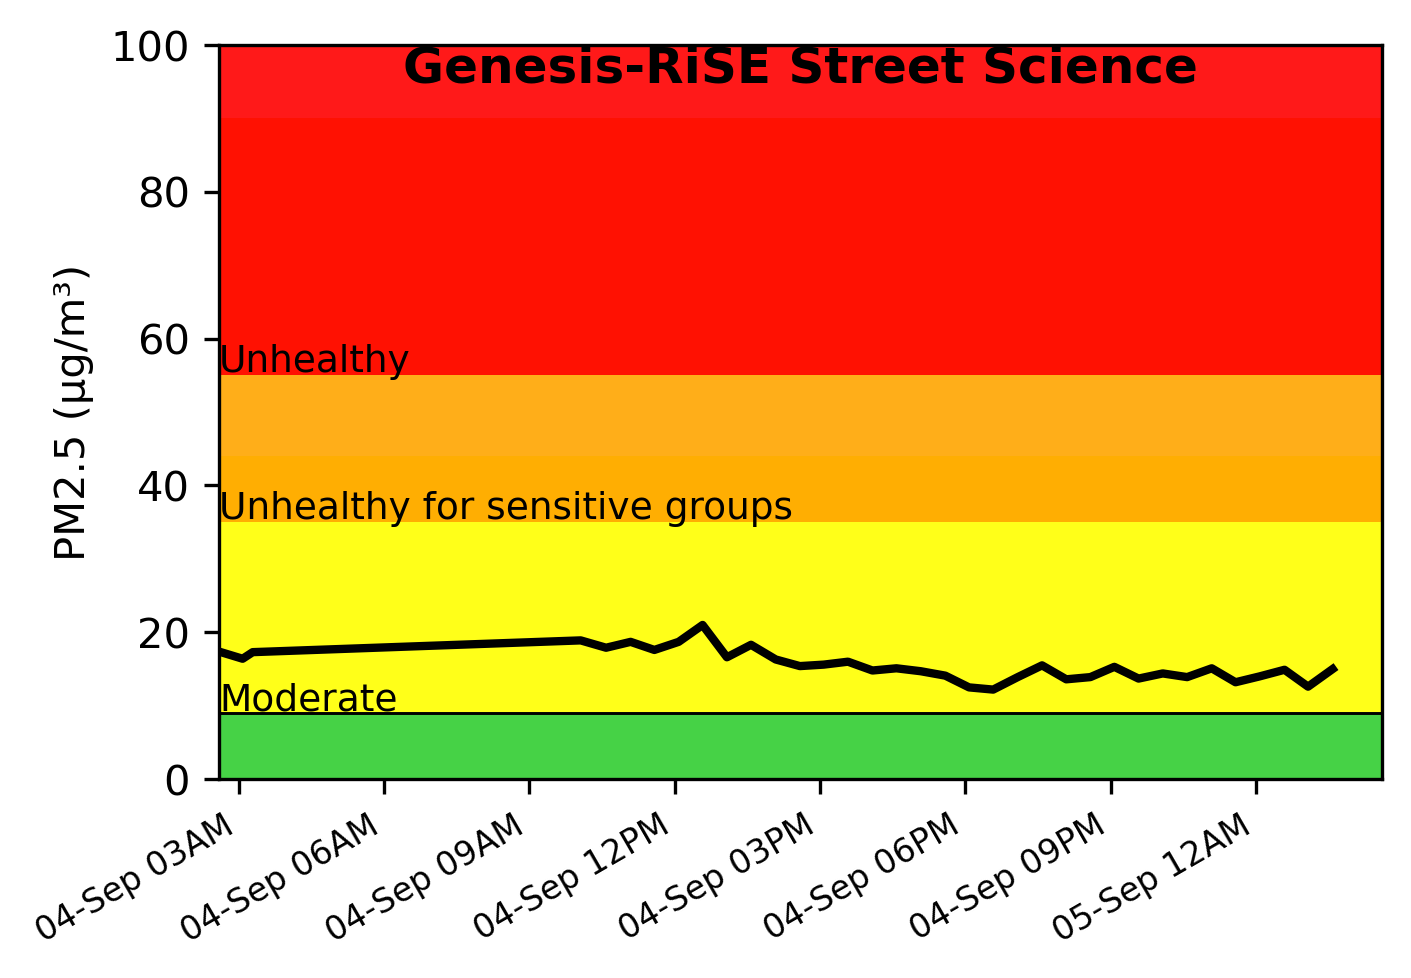 Genesis-RiSE Street Science
PM2.5 (µg/m³)
100
80
60
40
20
0
Unhealthy
Unhealthy for sensitive groups
Moderate
04-Sep 03AM
04-Sep 06AM
04-Sep 09AM
04-Sep 12PM
04-Sep 03PM
04-Sep 06PM
04-Sep 09PM
05-Sep 12AM